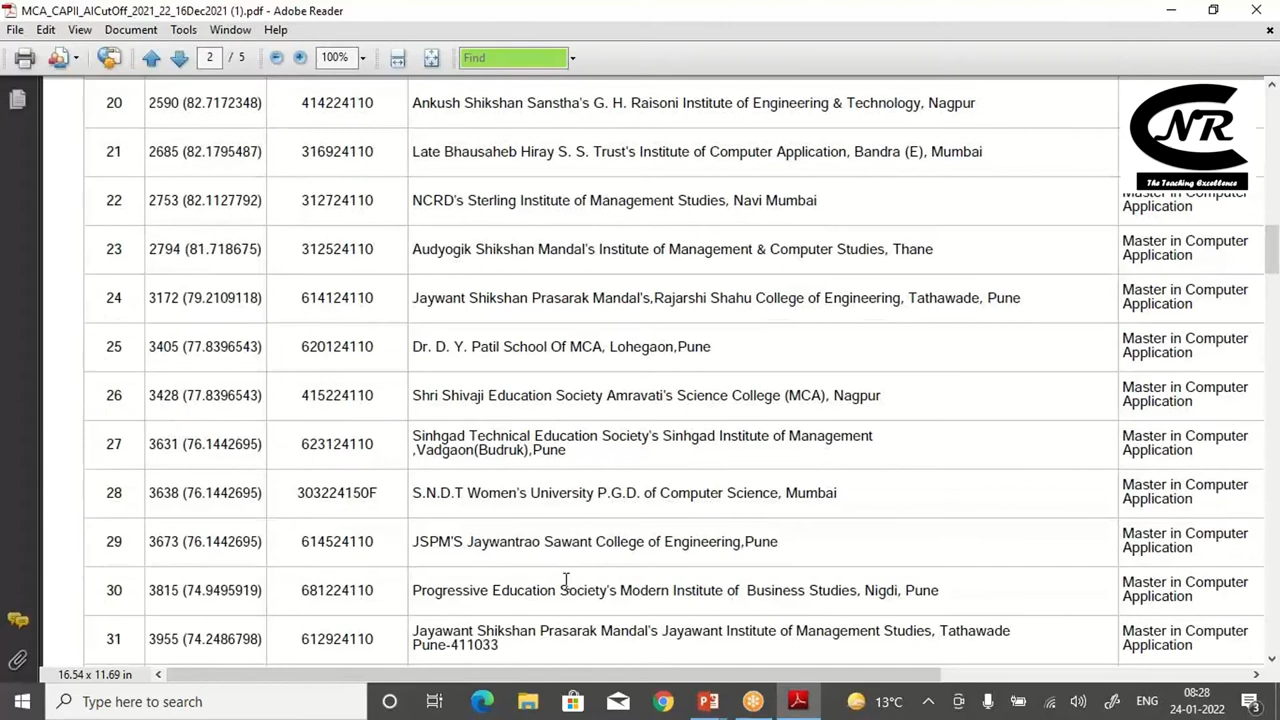 MCA_CAPII_AICutOff_2021_22_16Dec2021 (1).pdf - Adobe Reader
File Edit View Document Tools Window Help
2 / 5 100% Find
20 2590 (82.7172348) 414224110 Ankush Shikshan Sanstha's G. H. Raisoni Institute of Engineering & Technology, Nagpur
21 2685 (82.1795487) 316924110 Late Bhausaheb Hiray S. S. Trust's Institute of Computer Application, Bandra (E), Mumbai
CNR
The Teaching Excellence
22 2753 (82.1127792) 312724110 NCRD's Sterling Institute of Management Studies, Navi Mumbai Master in Computer
Application
23 2794 (81.718675) 312524110 Audyogik Shikshan Mandal's Institute of Management & Computer Studies, Thane Master in Computer
Application
24 3172 (79.2109118) 614124110 Jaywant Shikshan Prasarak Mandal's,Rajarshi Shahu College of Engineering, Tathawade, Pune Master in Computer
Application
25 3405 (77.8396543) 620124110 Dr. D. Y. Patil School Of MCA, Lohegaon,Pune Master in Computer
Application
26 3428 (77.8396543) 415224110 Shri Shivaji Education Society Amravati's Science College (MCA), Nagpur Master in Computer
Application
27 3631 (76.1442695) 623124110 Sinhgad Technical Education Society's Sinhgad Institute of Management Master in Computer
,Vadgaon(Budruk),Pune Application
28 3638 (76.1442695) 303224150F S.N.D.T Women's University P.G.D. of Computer Science, Mumbai Master in Computer
Application
29 3673 (76.1442695) 614524110 JSPM'S Jaywantrao Sawant College of Engineering,Pune Master in Computer
Application
30 3815 (74.9495919) 681224110 Progressive Education Society's Modern Institute of Business Studies, Nigdi, Pune Master in Computer
Application
31 3955 (74.2486798) 612924110 Jayawant Shikshan Prasarak Mandal's Jayawant Institute of Management Studies, Tathawade Master in Computer
Pune-411033 Application
16.54 x 11.69 in
Type here to search 13°C ENG 08:28
24-01-2022 3